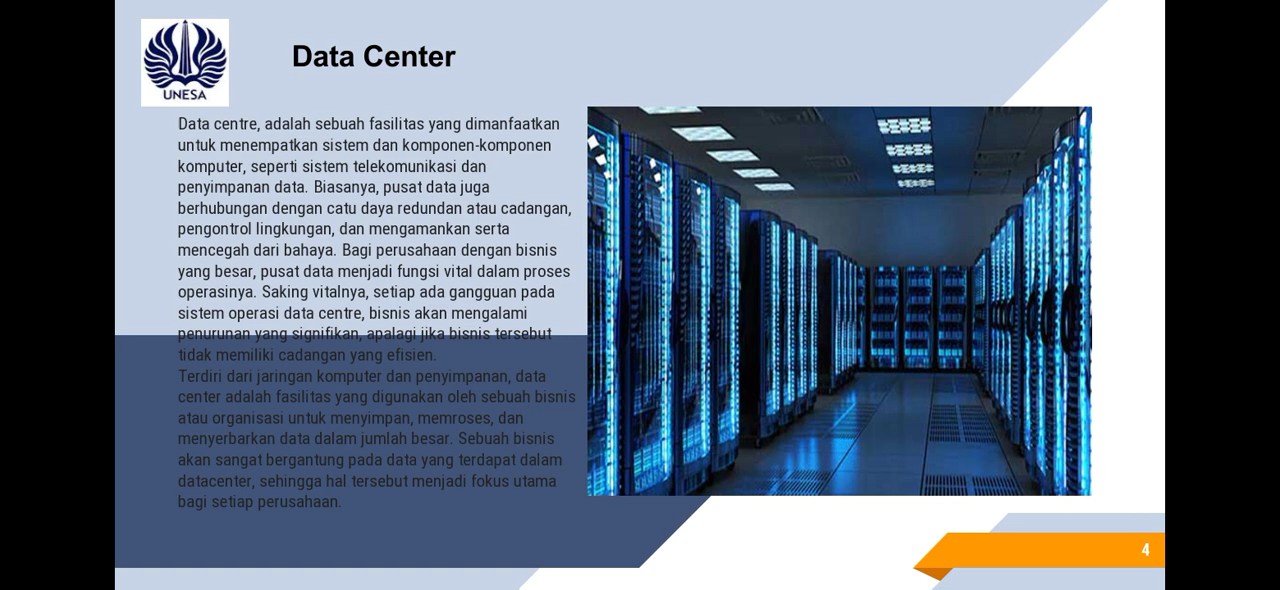 UNESA
Data Center
Data centre, adalah sebuah fasilitas yang dimanfaatkan
untuk menempatkan sistem dan komponen-komponen
komputer, seperti sistem telekomunikasi dan
penyimpanan data. Biasanya, pusat data juga
berhubungan dengan catu daya redundan atau cadangan,
pengontrol lingkungan, dan mengamankan serta
mencegah dari bahaya. Bagi perusahaan dengan bisnis
yang besar, pusat data menjadi fungsi vital dalam proses
operasinya. Saking vitalnya, setiap ada gangguan pada
sistem operasi data centre, bisnis akan mengalami
penurunan yang signifikan, apalagi jika bisnis tersebut
tidak memiliki cadangan yang efisien.
Terdiri dari jaringan komputer dan penyimpanan, data
center adalah fasilitas yang digunakan oleh sebuah bisnis
atau organisasi untuk menyimpan, memroses, dan
menyerbarkan data dalam jumlah besar. Sebuah bisnis
akan sangat bergantung pada data yang terdapat dalam
datacenter, sehingga hal tersebut menjadi fokus utama
bagi setiap perusahaan.
4